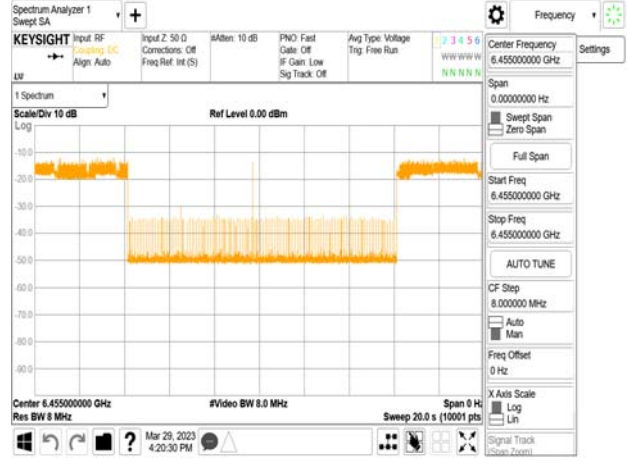 Spectrum Analyzer 1
Swept SA
Frequency
KEYSIGHT Input: RF Input Z: 50 Ω #Atten: 10 dB PNO: Fast Avg Type: Voltage 1 2 3 4 5 6
Coupling: DC Corrections: Off Gate: Off Trig: Free Run W W W W W W
Align: Auto Freq Ref: Int (S) IF Gain: Low N N N N N
Sig Track: Off
Center Frequency
6.455000000 GHz
Settings
Span
0.00000000 Hz
Swept Span
Zero Span
Full Span
Start Freq
6.455000000 GHz
Stop Freq
6.455000000 GHz
AUTO TUNE
CF Step
8.000000 MHz
Auto
Man
Freq Offset
0 Hz
X Axis Scale
Log
Lin
Signal Track
(Span Zoom)
1 Spectrum
Scale/Div 10 dB Ref Level 0.00 dBm
Log
-10.0
-20.0
-30.0
-40.0
-50.0
-60.0
-70.0
-80.0
-90.0
Center 6.455000000 GHz #Video BW 8.0 MHz Span 0 Hz
Res BW 8 MHz Sweep 20.0 s (10001 pts
Mar 29, 2023
4:20:30 PM